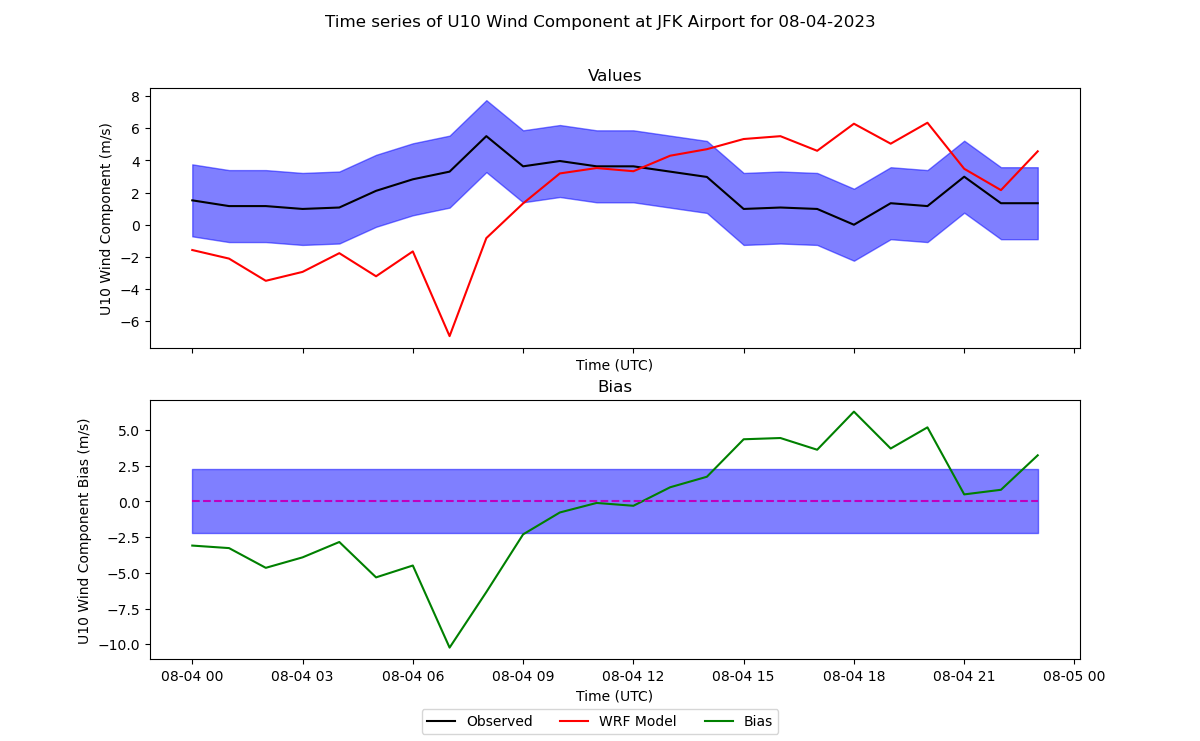 Time series of U10 Wind Component at JFK Airport for 08-04-2023
Values
U10 Wind Component (m/s)
8
6
4
2
0
−2
−4
−6
Time (UTC)
Bias
U10 Wind Component Bias (m/s)
5.0
2.5
0.0
−2.5
−5.0
−7.5
−10.0
08-04 00 08-04 03 08-04 06 08-04 09 08-04 12 08-04 15 08-04 18 08-04 21 08-05 00
Time (UTC)
Observed WRF Model Bias